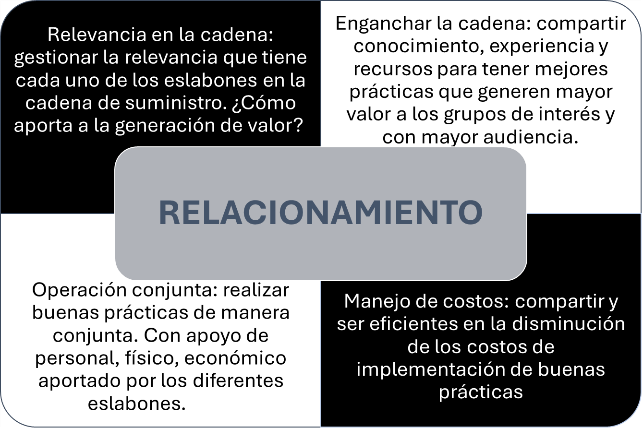 Relevancia en la cadena:
gestionar la relevancia que tiene
cada uno de los eslabones en la
cadena de suministro. ¿Cómo
aporta a la generación de valor?
Enganchar la cadena: compartir
conocimiento, experiencia y
recursos para tener mejores
prácticas que generen mayor
valor a los grupos de interés y
con mayor audiencia.
RELACIONAMIENTO
Operación conjunta: realizar
buenas prácticas de manera
conjunta. Con apoyo de
personal, físico, económico
aportado por los diferentes
eslabones.
Manejo de costos: compartir y
ser eficientes en la disminución
de los costos de
implementación de buenas
prácticas